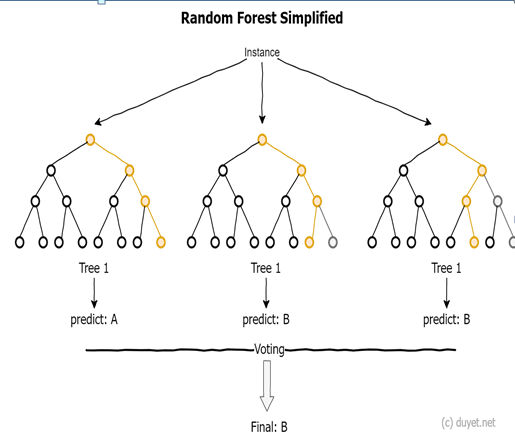 Random Forest Simplified
Instance
Tree 1 Tree 1 Tree 1
predict: A predict: B predict: B
Voting
Final: B
(c) duyet.net